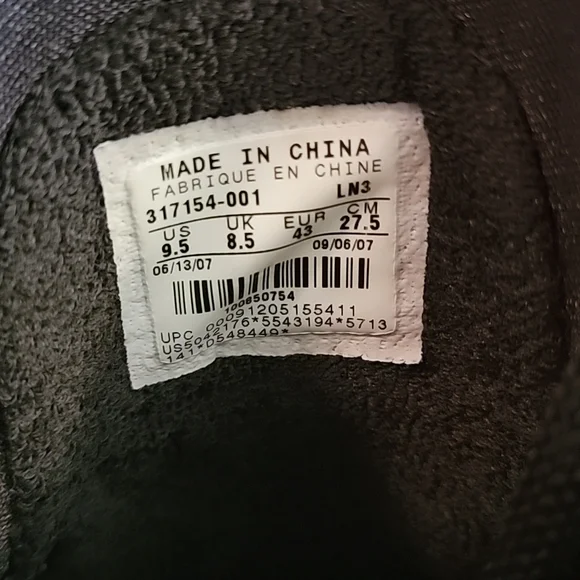 MADE IN CHINA
FABRIQUE EN CHINE
317154-001 LN3
US UK EUR CM
9.5 8.5 43 27.5
06/13/07 09/06/07
100850754
UPC 00091205155411
US5042176*5543194*5713
141*D548449*